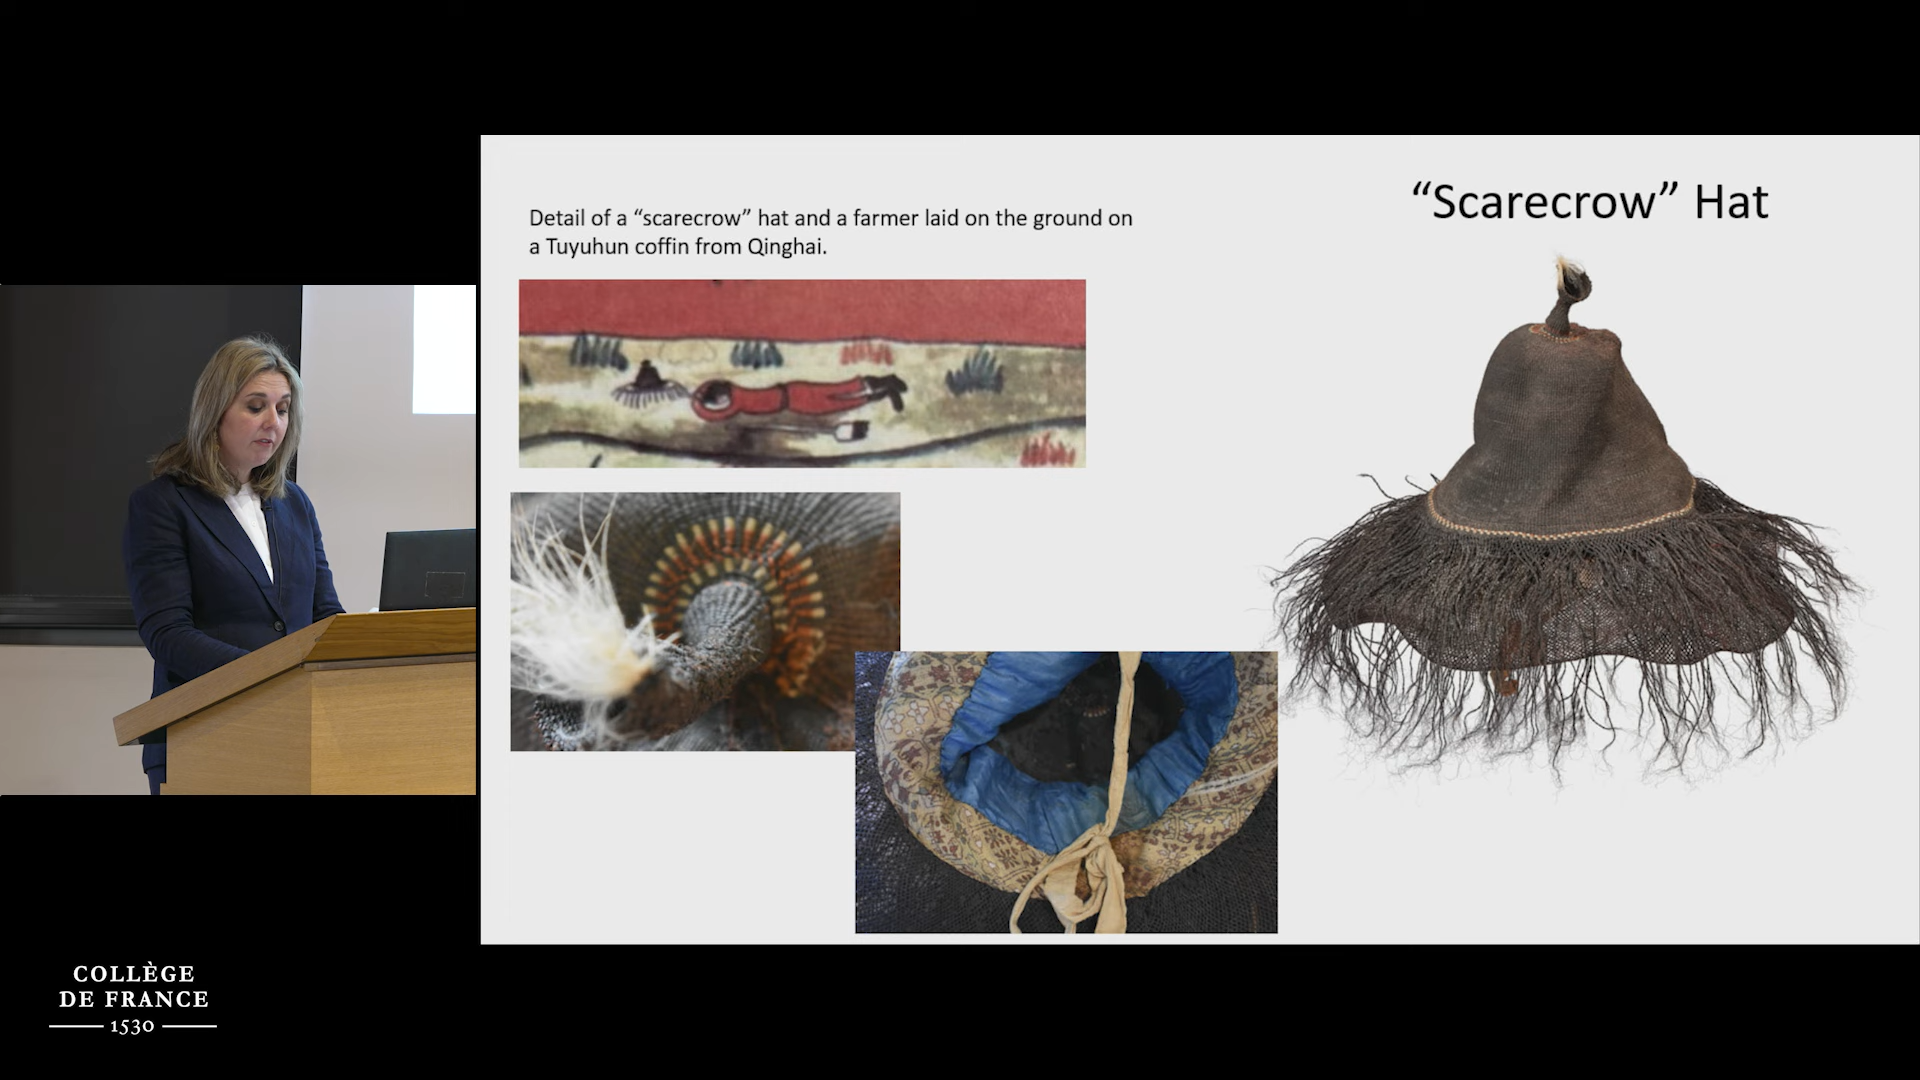 “Scarecrow” Hat
Detail of a “scarecrow” hat and a farmer laid on the ground on
a Tuyuhun coffin from Qinghai.
COLLÈGE
DE FRANCE
1530